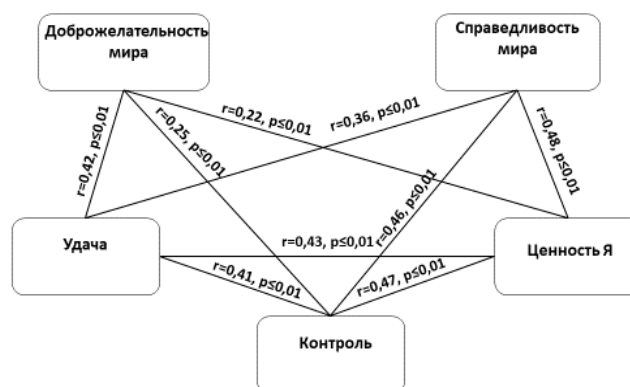 Доброжелательность
мира
Справедливость
мира
r=0,42, p≤0,01
r=0,25, p≤0,01
r=0,22, p≤0,01
r=0,36, p≤0,01
r=0,46, p≤0,01
r=0,48, p≤0,01
Удача
r=0,43, p≤0,01
Ценность Я
r=0,41, p≤0,01
r=0,47, p≤0,01
Контроль